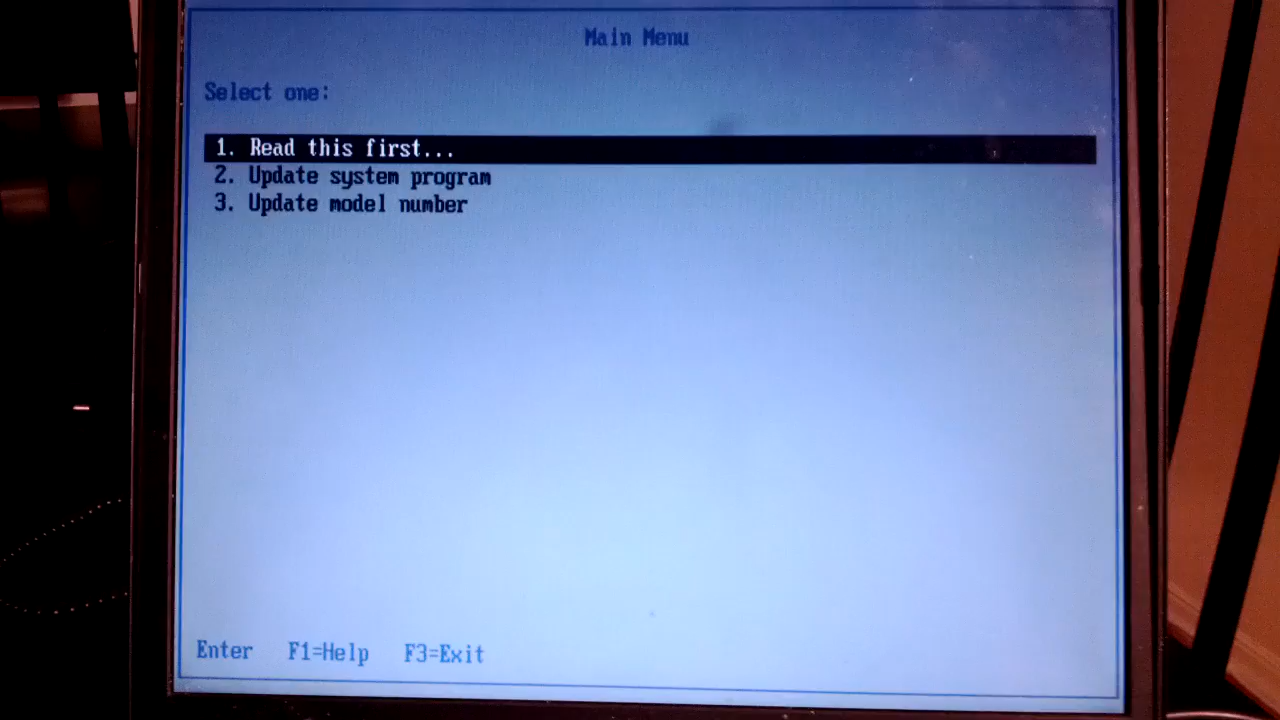 Main Menu
Select one:
1. Read this first...
2. Update system program
3. Update model number
Enter F1=Help F3=Exit